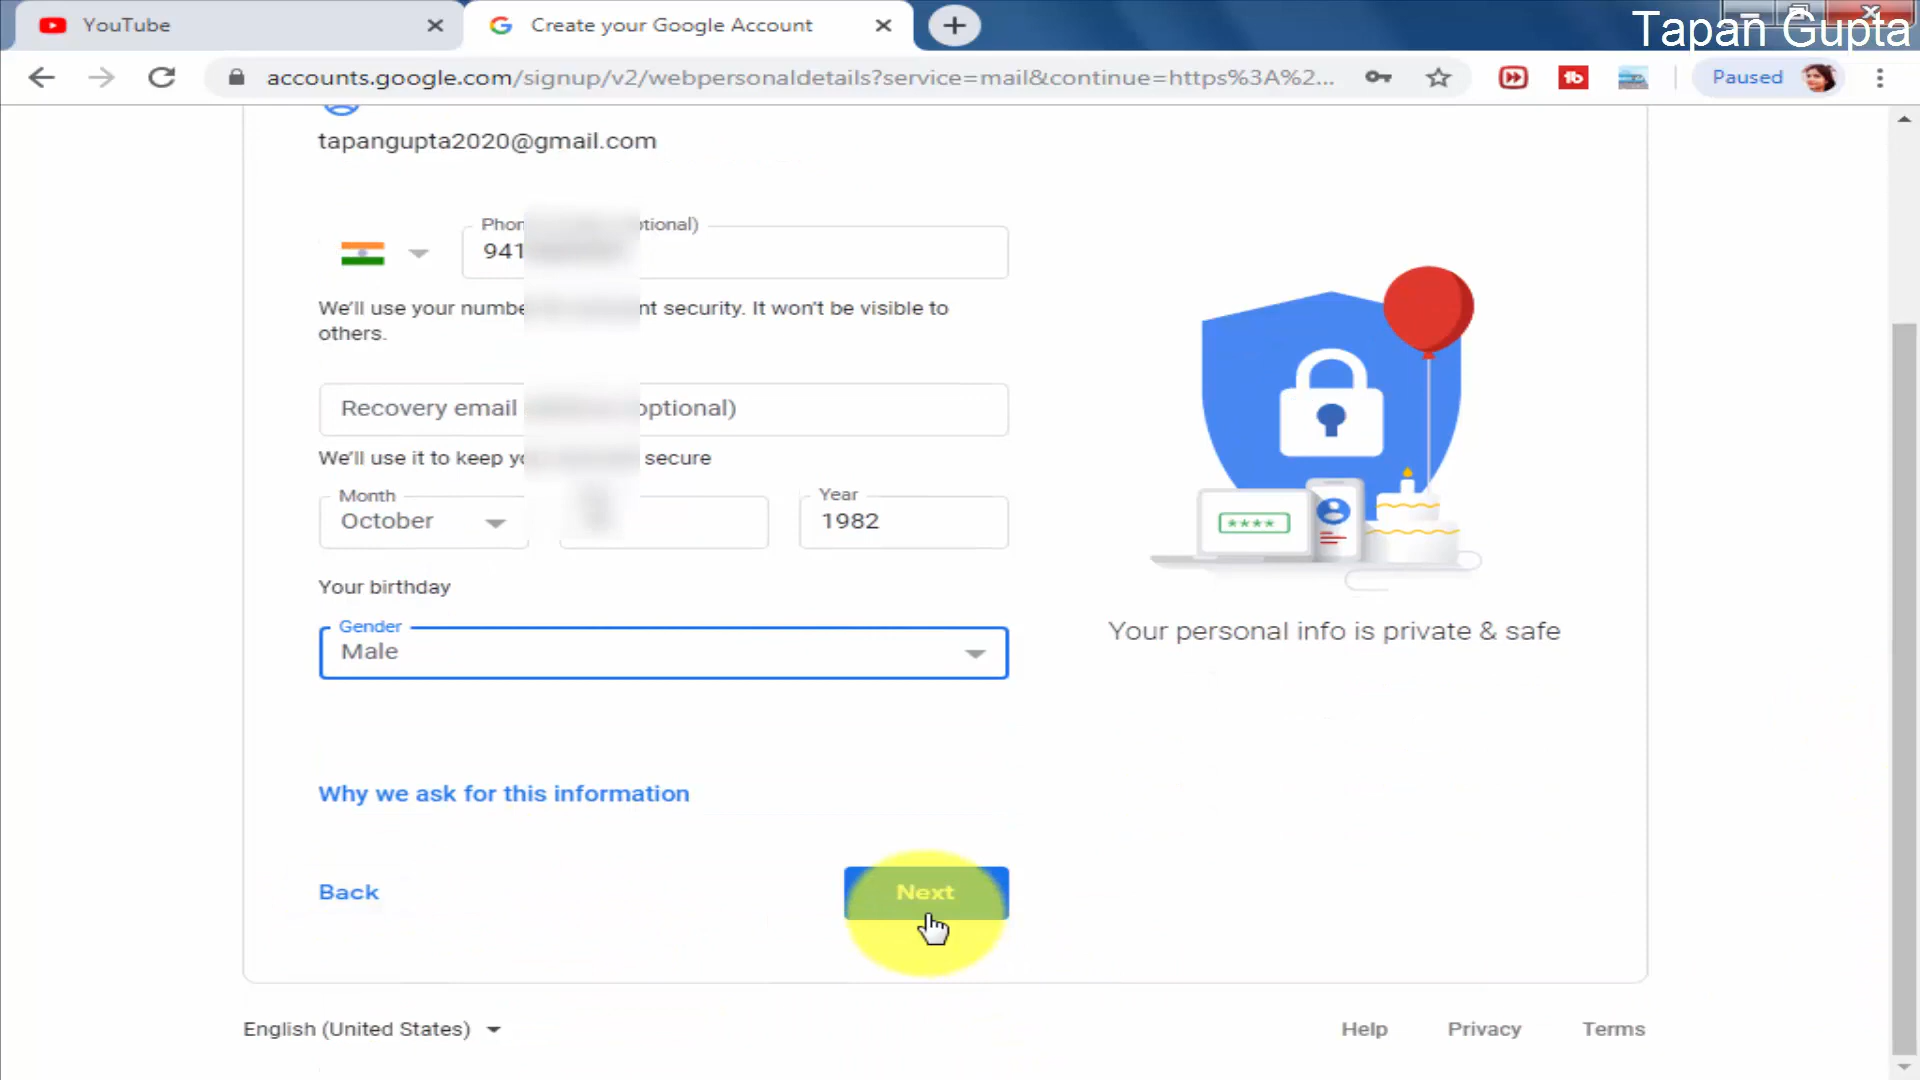 YouTube
Create your Google Account
Tapan Gupta
accounts.google.com/signup/v2/webpersonaldetails?service=mail&continue=https%3A%2...
Paused
tapangupta2020@gmail.com
Phon tional)
941
We'll use your numbe nt security. It won't be visible to
others.
Recovery email optional)
We'll use it to keep yo secure
Month
October
Year
1982
Your birthday
Gender
Male
****
Your personal info is private & safe
Why we ask for this information
Back
Next
English (United States)
Help
Privacy
Terms